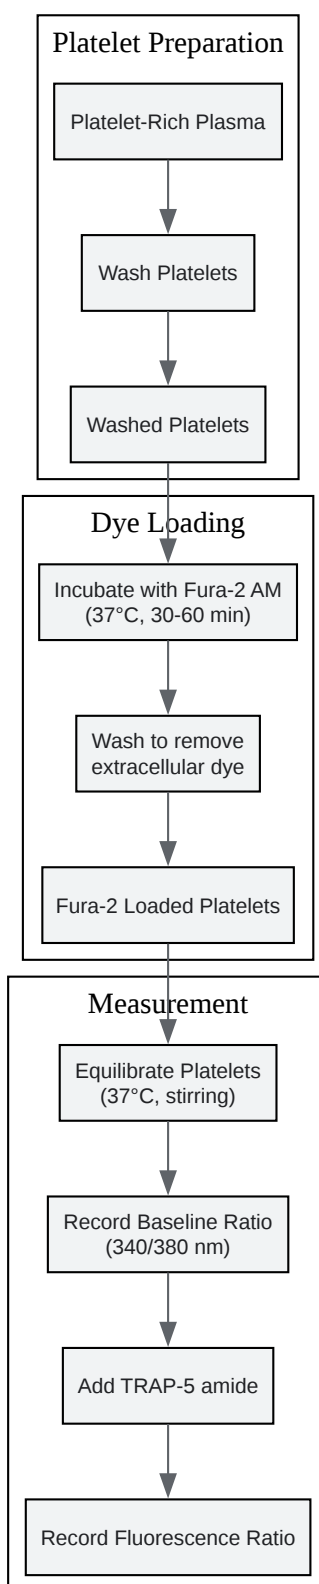 Platelet Preparation
Platelet-Rich Plasma
Wash Platelets
Washed Platelets
Dye Loading
Incubate with Fura-2 AM
(37°C, 30-60 min)
Wash to remove
extracellular dye
Fura-2 Loaded Platelets
Measurement
Equilibrate Platelets
(37°C, stirring)
Record Baseline Ratio
(340/380 nm)
Add TRAP-5 amide
Record Fluorescence Ratio